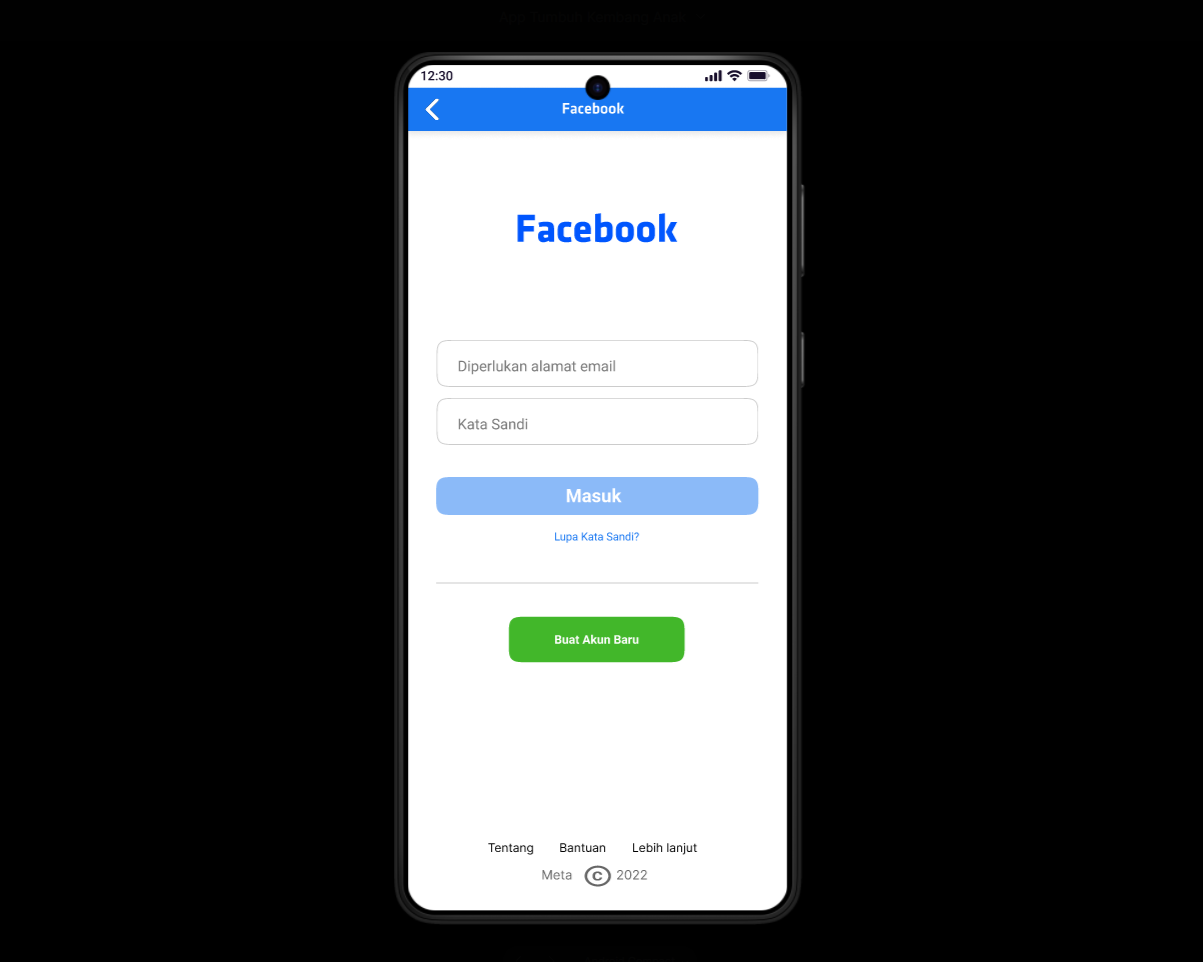 12:30
Facebook
Facebook
Diperlukan alamat email
Kata Sandi
Masuk
Lupa Kata Sandi?
Buat Akun Baru
Tentang Bantuan Lebih lanjut
Meta © 2022